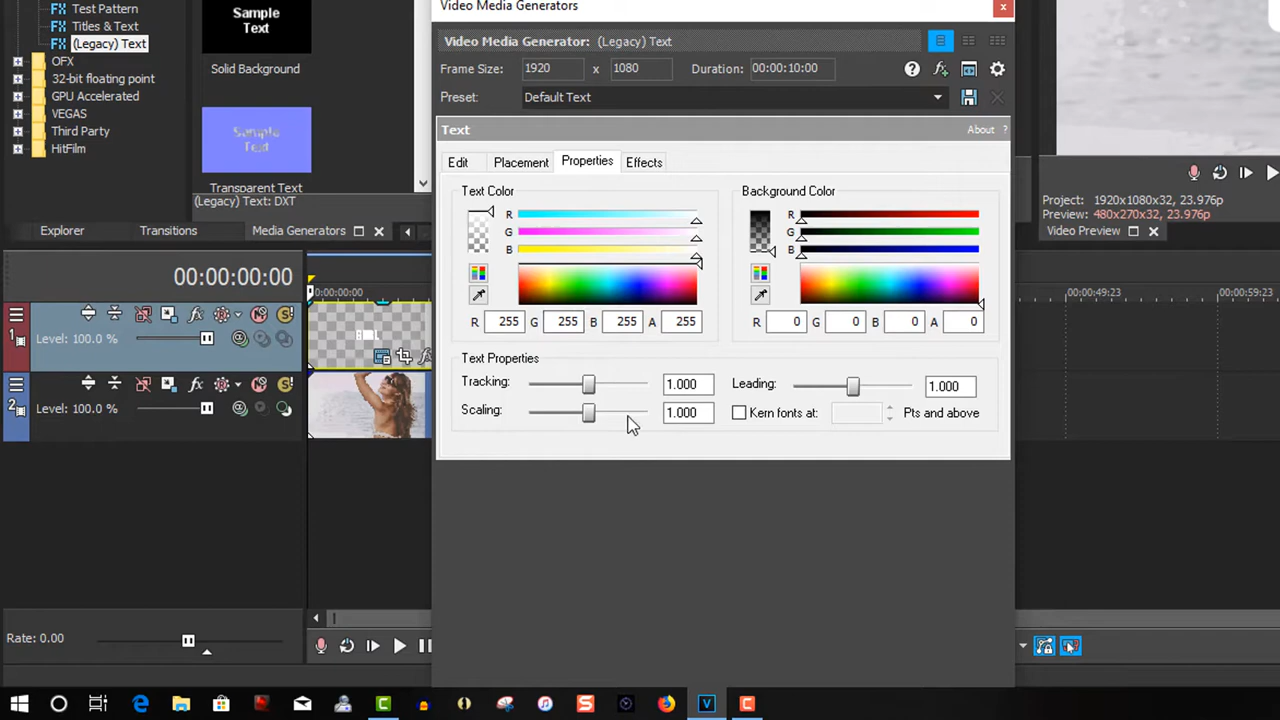 Test Pattern
Titles & Text
(Legacy) Text
OFX
32-bit floating point
GPU Accelerated
VEGAS
Third Party
HitFilm
Sample
Text
Solid Background
Sample
Text
Transparent Text
(Legacy) Text: DXT
Explorer
Transitions
Media Generators
Video Media Generators
Video Media Generator: (Legacy) Text
Frame Size: 1920 x 1080 Duration: 00:00:10:00
Preset: Default Text
Text
About ?
Edit Placement Properties Effects
Text Color
R
G
B
R 255 G 255 B 255 A 255
Background Color
R
G
B
R 0 G 0 B 0 A 0
Text Properties
Tracking: 1.000
Leading: 1.000
Scaling: 1.000
Kern fonts at: Pts and above
Project: 1920x1080x32, 23.976p
Preview: 480x270x32, 23.976p
Video Preview
00:00:00:00
0:00:00:00
00:00:49:23
00:00:59:23
1
Level: 100.0 %
2
Level: 100.0 %
Rate: 0.00